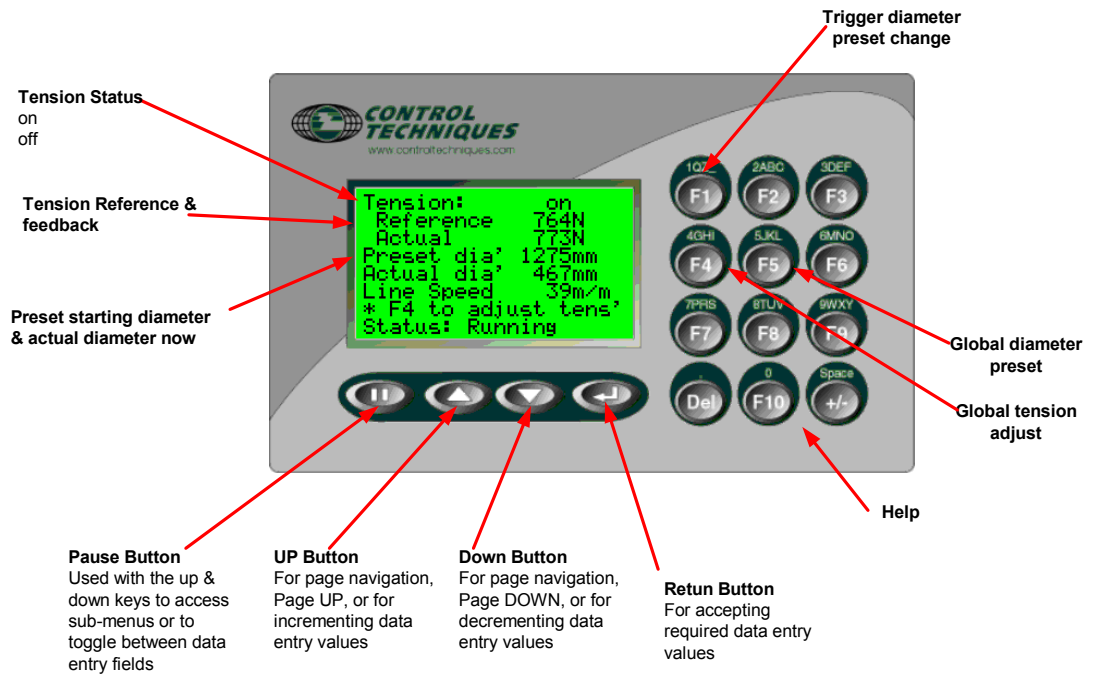 Trigger diameter
preset change
Tension Status
on
off
CONTROL
TECHNIQUES
www.controltechniques.com
Tension Reference &
feedback
Preset starting diameter
& actual diameter now
Tension: on
Reference 764N
Actual 773N
Preset dia' 1275mm
Actual dia' 467mm
Line Speed 39m/m
* F4 to adjust tens'
Status: Running
1QZ_ 2ABC 3DEF
F1 F2 F3
4GHI 5JKL 6MNO
F4 F5 F6
7PRS 8TUV 9WXY
F7 F8 F9
. 0 Space
Del F10 +/-
Global diameter
preset
Global tension
adjust
Help
Pause Button
Used with the up &
down keys to access
sub-menus or to
toggle between data
entry fields
UP Button
For page navigation,
Page UP, or for
incrementing data
entry values
Down Button
For page navigation,
Page DOWN, or for
decrementing data
entry values
Retun Button
For accepting
required data entry
values